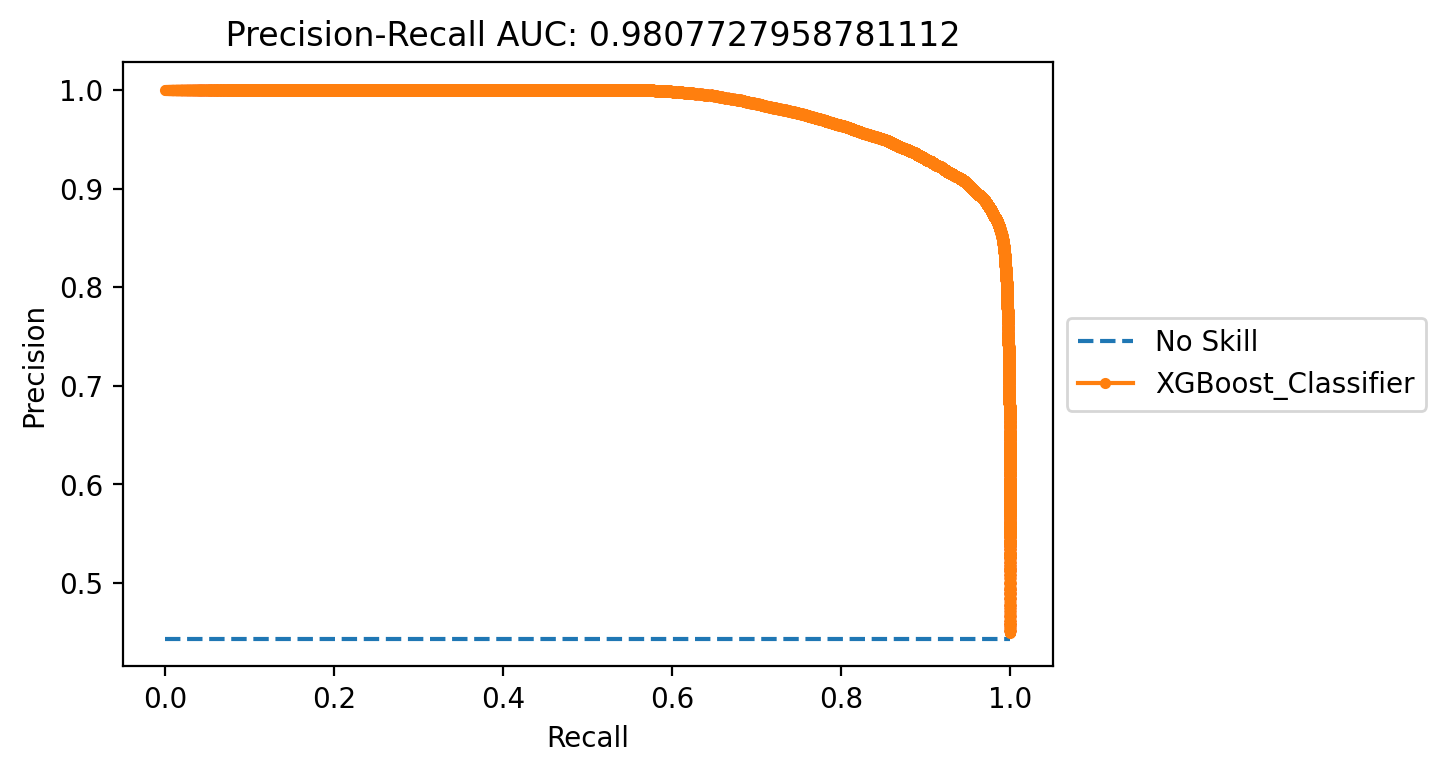 Precision-Recall AUC: 0.9807727958781112
1.0
0.9
0.8
0.7
0.6
0.5
Precision
0.0 0.2 0.4 0.6 0.8 1.0
Recall
No Skill
XGBoost_Classifier